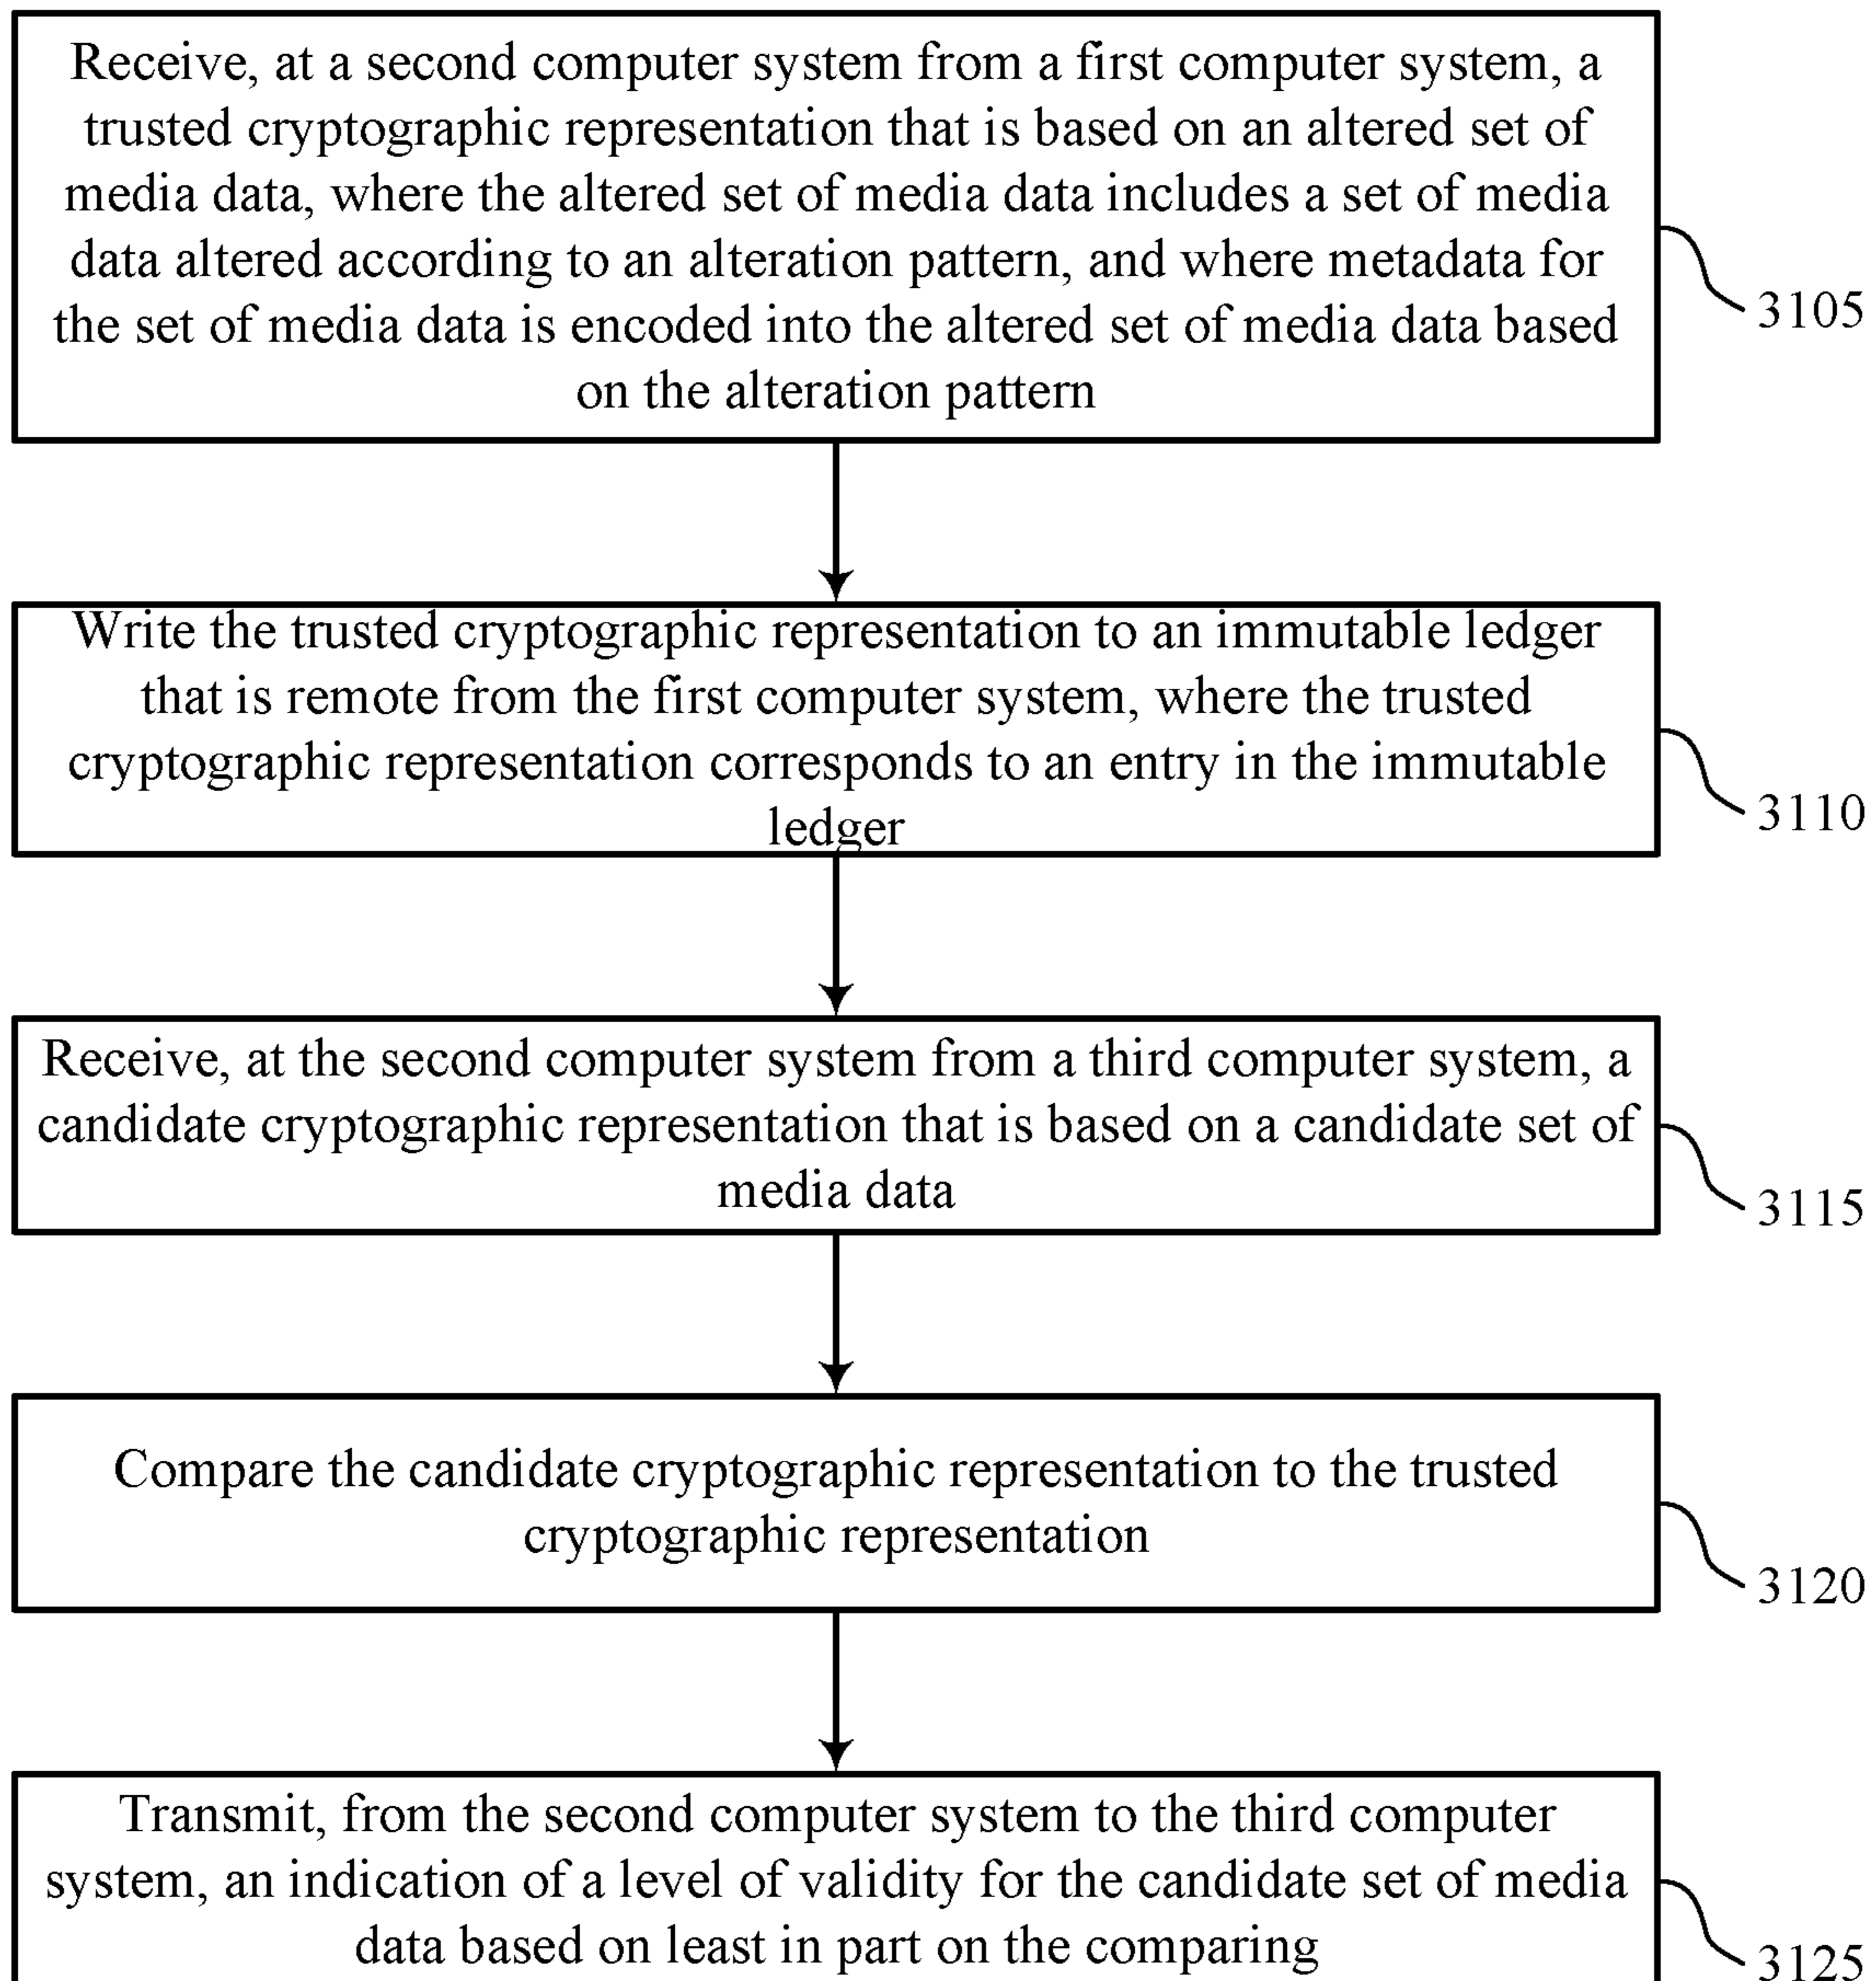 Receive, at a second computer system from a first computer system, a
trusted cryptographic representation that is based on an altered set of
media data, where the altered set of media data includes a set of media
data altered according to an alteration pattern, and where metadata for
the set of media data is encoded into the altered set of media data based
on the alteration pattern
3105
Write the trusted cryptographic representation to an immutable ledger
that is remote from the first computer system, where the trusted
cryptographic representation corresponds to an entry in the immutable
ledger
3110
Receive, at the second computer system from a third computer system, a
candidate cryptographic representation that is based on a candidate set of
media data
3115
Compare the candidate cryptographic representation to the trusted
cryptographic representation
3120
Transmit, from the second computer system to the third computer
system, an indication of a level of validity for the candidate set of media
data based on least in part on the comparing
3125